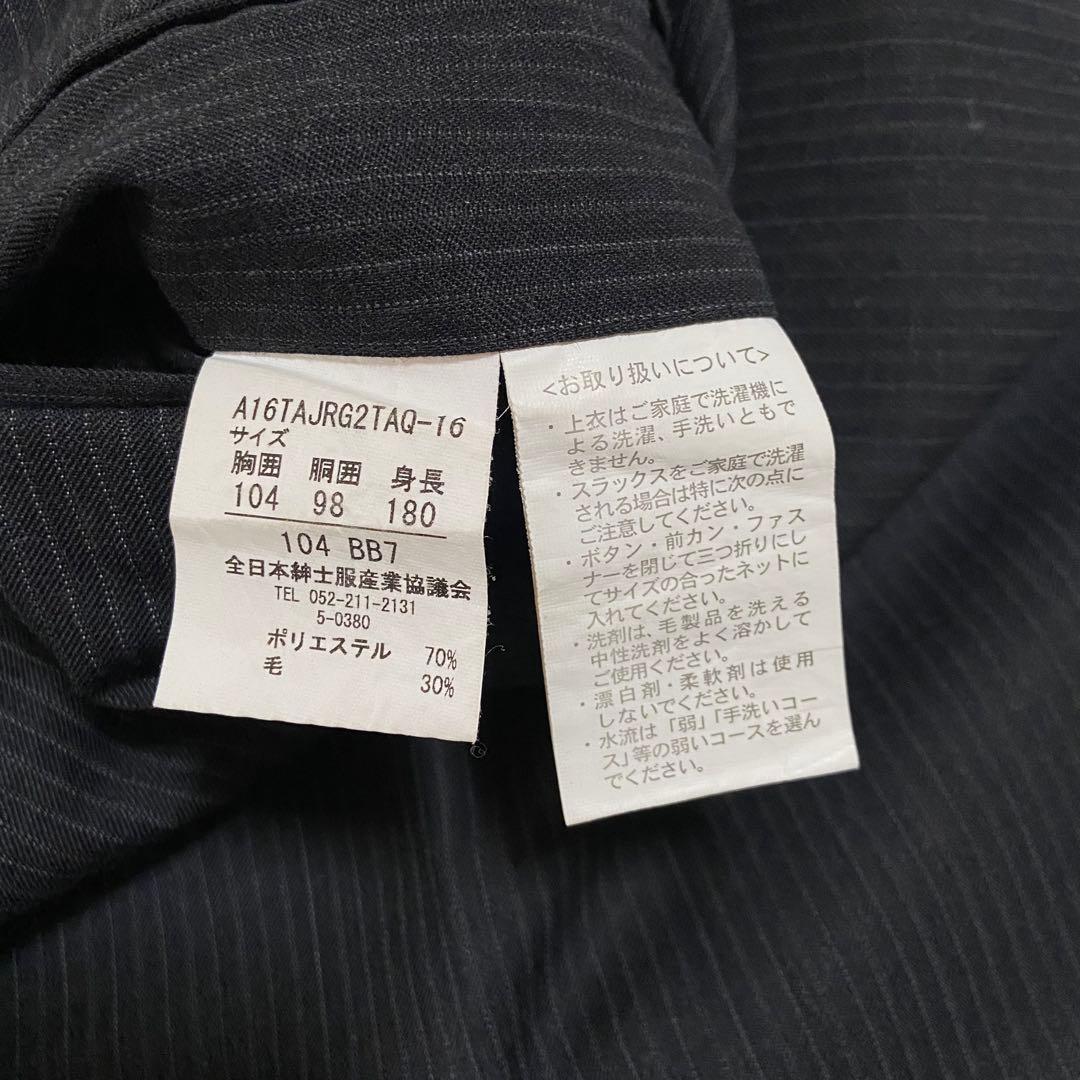 A16TAJRG2TAQ-16
サイズ
胸囲 胴囲 身長
104 98 180
104 BB7
全日本紳士服産業協議会
TEL 052-211-2131
5-0380
ポリエステル 70%
毛 30%
<お取り扱いについて>
・上衣はご家庭で洗濯機に
よる洗濯、手洗いともで
きません。
・スラックスをご家庭で洗濯
される場合は特に次の点に
ご注意してください。
・ボタン・前カン・ファス
ナーを閉じて三つ折りにし
てサイズの合ったネットに
入れてください。
・洗剤は、毛製品を洗える
中性洗剤をよく溶かして
ご使用ください。
・漂白剤・柔軟剤は使用
しないでください。
・水流は「弱」「手洗いコー
ス」等の弱いコースを選ん
でください。